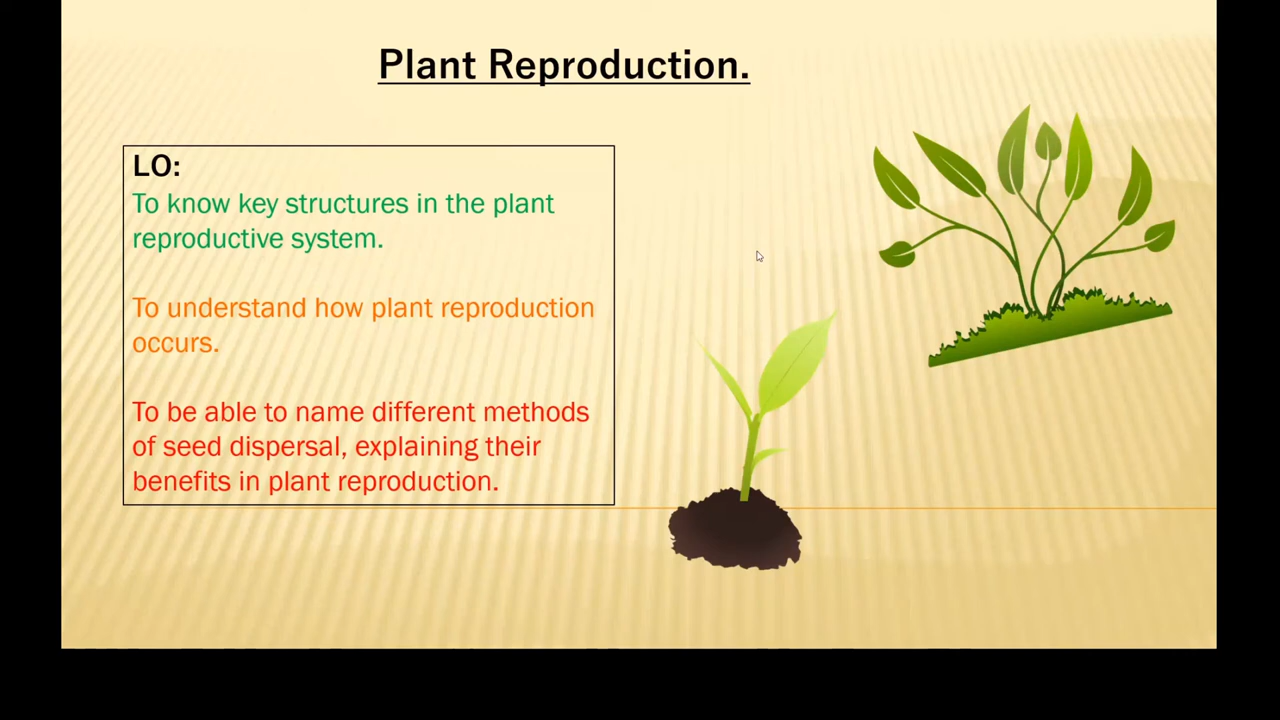 Plant Reproduction.
LO:
To know key structures in the plant
reproductive system.
To understand how plant reproduction
occurs.
To be able to name different methods
of seed dispersal, explaining their
benefits in plant reproduction.